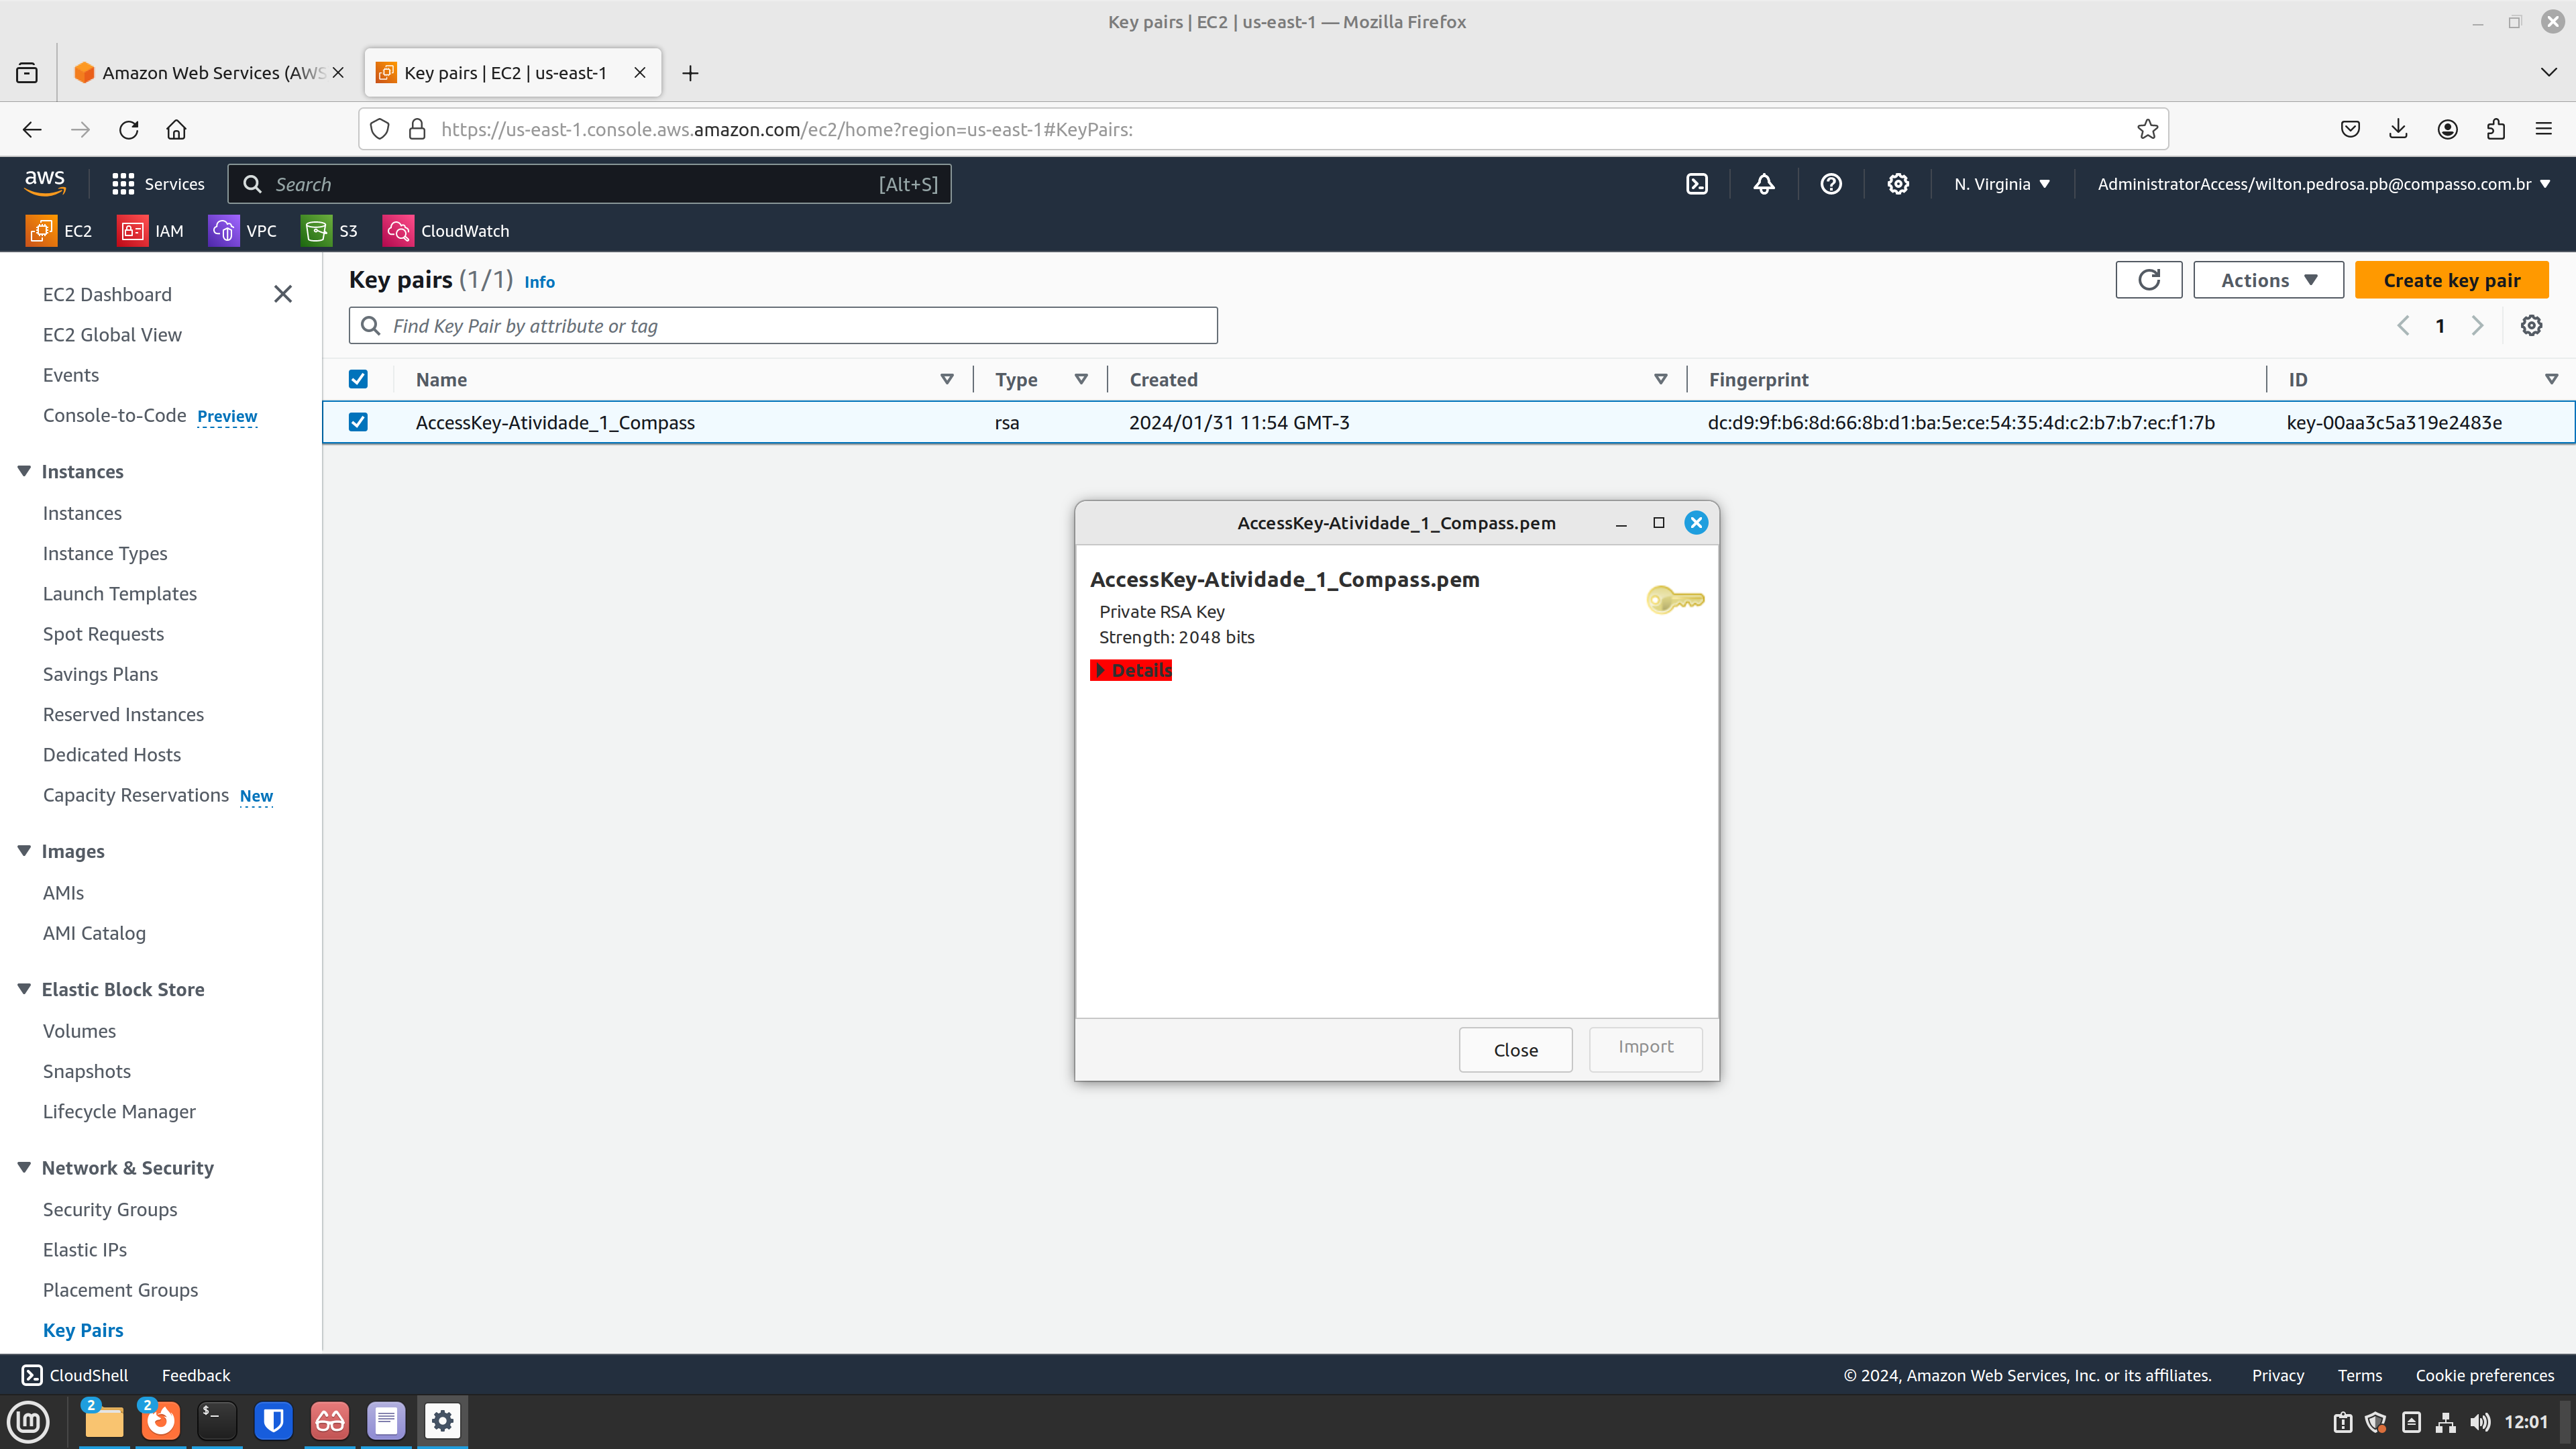 Key pairs | EC2 | us-east-1 — Mozilla Firefox
Amazon Web Services (AWS
Key pairs | EC2 | us-east-1
https://us-east-1.console.aws.amazon.com/ec2/home?region=us-east-1#KeyPairs:
aws
Services
Search
[Alt+S]
N. Virginia
AdministratorAccess/wilton.pedrosa.pb@compasso.com.br
EC2
IAM
VPC
S3
CloudWatch
EC2 Dashboard
EC2 Global View
Events
Console-to-Code Preview
Instances
Instances
Instance Types
Launch Templates
Spot Requests
Savings Plans
Reserved Instances
Dedicated Hosts
Capacity Reservations New
Images
AMIs
AMI Catalog
Elastic Block Store
Volumes
Snapshots
Lifecycle Manager
Network & Security
Security Groups
Elastic IPs
Placement Groups
Key Pairs
Key pairs (1/1) Info
Actions
Create key pair
Find Key Pair by attribute or tag
1
Name
Type
Created
Fingerprint
ID
AccessKey-Atividade_1_Compass
rsa
2024/01/31 11:54 GMT-3
dc:d9:9f:b6:8d:66:8b:d1:ba:5e:ce:54:35:4d:c2:b7:b7:ec:f1:7b
key-00aa3c5a319e2483e
AccessKey-Atividade_1_Compass.pem
AccessKey-Atividade_1_Compass.pem
Private RSA Key
Strength: 2048 bits
Details
Close
Import
CloudShell
Feedback
© 2024, Amazon Web Services, Inc. or its affiliates.
Privacy
Terms
Cookie preferences
2
2
$_
12:01